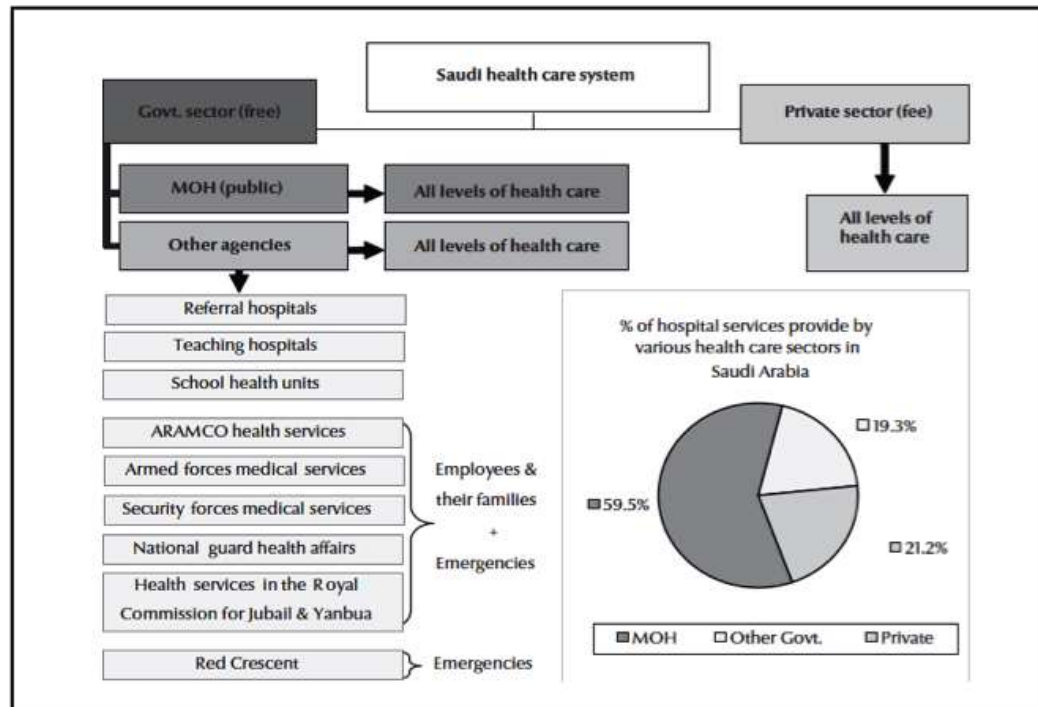 Saudi health care system
Govt. sector (free)
Private sector (fee)
MOH (public)
All levels of health care
Other agencies
All levels of health care
All levels of
health care
Referral hospitals
Teaching hospitals
School health units
ARAMCO health services
Armed forces medical services
Security forces medical services
National guard health affairs
Health services in the Royal
Commission for Jubail & Yanbua
Employees &
their families
+
Emergencies
Red Crescent
Emergencies
% of hospital services provide by
various health care sectors in
Saudi Arabia
19.3%
59.5%
21.2%
MOH
Other Govt.
Private